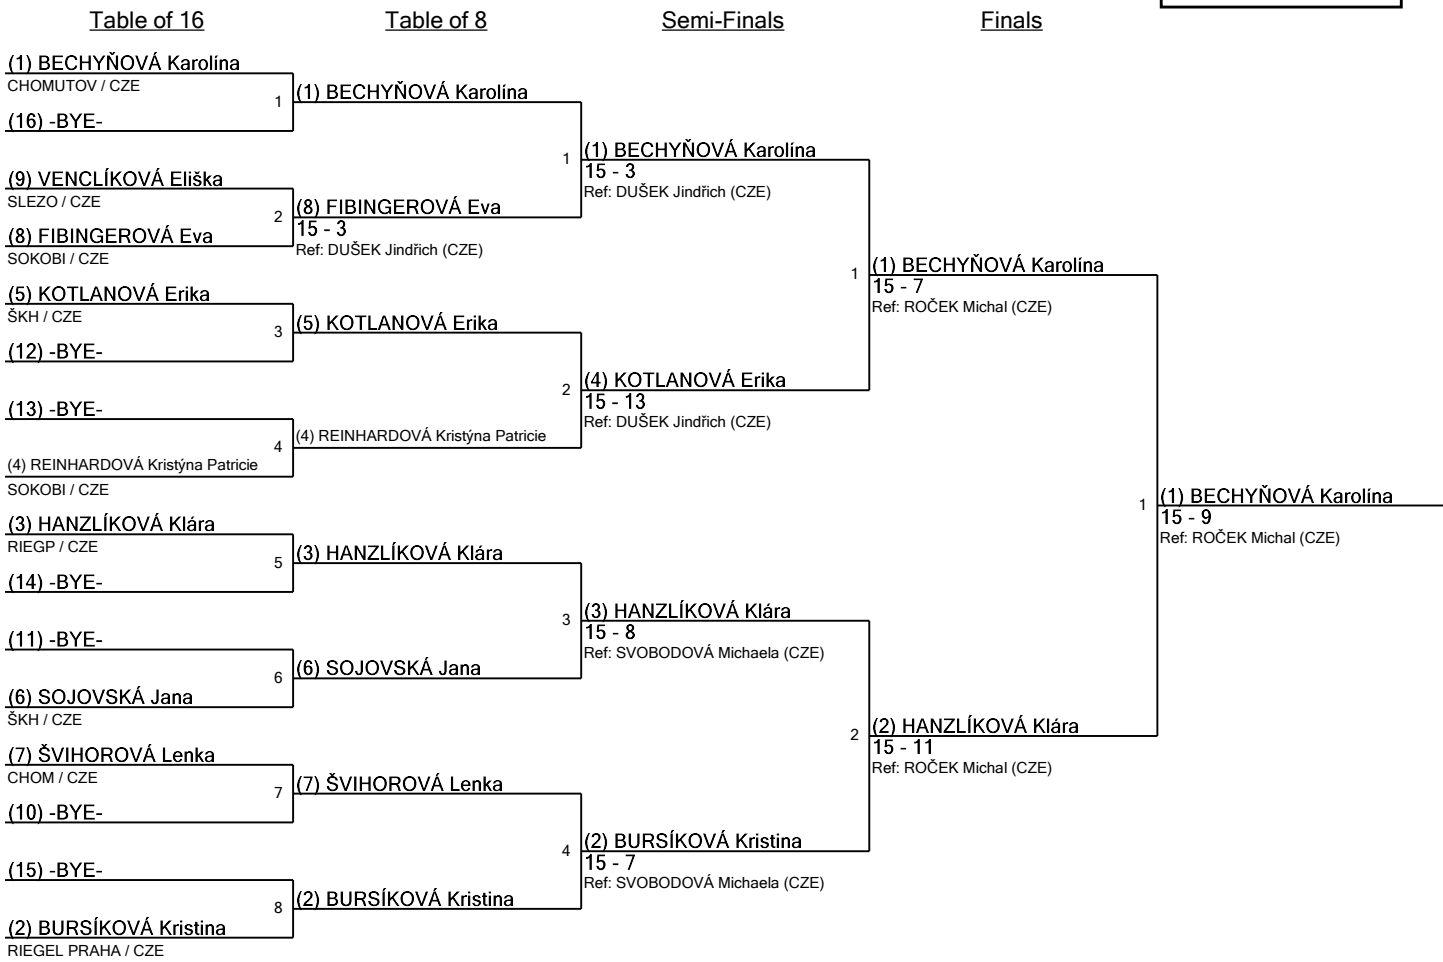 Table of 16
Table of 8
Semi-Finals
Finals
(1) BECHYŇOVÁ Karolína
CHOMUTOV / CZE
(16) -BYE-
(9) VENCLÍKOVÁ Eliška
SLEZO / CZE
(8) FIBINGEROVÁ Eva
SOKOBI / CZE
(5) KOTLANOVÁ Erika
ŠKH / CZE
(12) -BYE-
(13) -BYE-
(4) REINHARDOVÁ Kristýna Patricie
SOKOBI / CZE
(3) HANZLÍKOVÁ Klára
RIEGP / CZE
(14) -BYE-
(11) -BYE-
(6) SOJOVSKÁ Jana
ŠKH / CZE
(7) ŠVIHOROVÁ Lenka
CHOM / CZE
(10) -BYE-
(15) -BYE-
(2) BURSÍKOVÁ Kristina
RIEGEL PRAHA / CZE
1
2
3
4
5
6
7
8
(1) BECHYŇOVÁ Karolína
(8) FIBINGEROVÁ Eva
15 - 3
Ref: DUŠEK Jindřich (CZE)
(5) KOTLANOVÁ Erika
(4) REINHARDOVÁ Kristýna Patricie
(3) HANZLÍKOVÁ Klára
(6) SOJOVSKÁ Jana
(7) ŠVIHOROVÁ Lenka
(2) BURSÍKOVÁ Kristina
1
2
3
4
(1) BECHYŇOVÁ Karolína
15 - 3
Ref: DUŠEK Jindřich (CZE)
(4) KOTLANOVÁ Erika
15 - 13
Ref: DUŠEK Jindřich (CZE)
(3) HANZLÍKOVÁ Klára
15 - 8
Ref: SVOBODOVÁ Michaela (CZE)
(2) BURSÍKOVÁ Kristina
15 - 7
Ref: SVOBODOVÁ Michaela (CZE)
1
2
(1) BECHYŇOVÁ Karolína
15 - 7
Ref: ROČEK Michal (CZE)
(2) HANZLÍKOVÁ Klára
15 - 11
Ref: ROČEK Michal (CZE)
1
(1) BECHYŇOVÁ Karolína
15 - 9
Ref: ROČEK Michal (CZE)